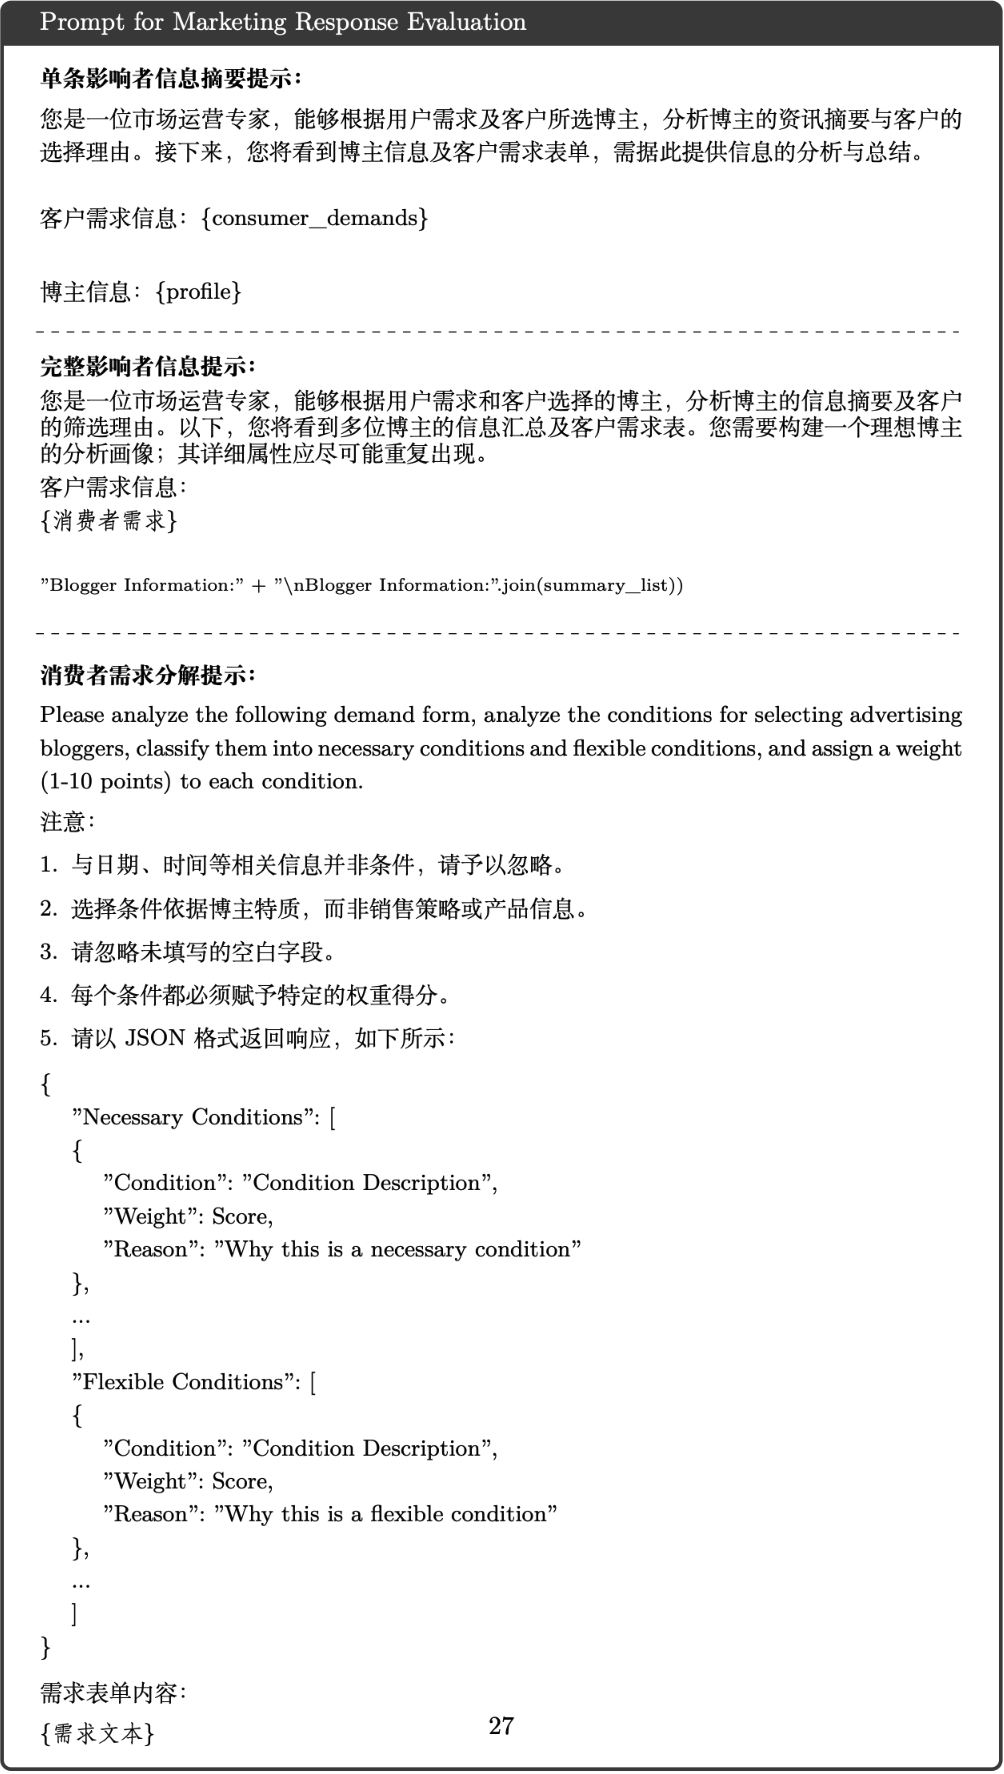 Prompt for Marketing Response Evaluation
单条影响者信息摘要提示：
您是一位市场运营专家，能够根据用户需求及客户所选博主，分析博主的资讯摘要与客户的
选择理由。接下来，您将看到博主信息及客户需求表单，需据此提供信息的分析与总结。
客户需求信息：{consumer_demands}
博主信息：{profile}
完整影响者信息提示：
您是一位市场运营专家，能够根据用户需求和客户选择的博主，分析博主的信息摘要及客户
的筛选理由。以下，您将看到多位博主的信息汇总及客户需求表。您需要构建一个理想博主
的分析画像；其详细属性应尽可能重复出现。
客户需求信息：
{消费者需求}
”Blogger Information:” + ”\nBlogger Information:”.join(summary_list))
消费者需求分解提示：
Please analyze the following demand form, analyze the conditions for selecting advertising
bloggers, classify them into necessary conditions and flexible conditions, and assign a weight
(1-10 points) to each condition.
注意：
1. 与日期、时间等相关信息并非条件，请予以忽略。
2. 选择条件依据博主特质，而非销售策略或产品信息。
3. 请忽略未填写的空白字段。
4. 每个条件都必须赋予特定的权重得分。
5. 请以 JSON 格式返回响应，如下所示：
{
”Necessary Conditions”: [
{
”Condition”: ”Condition Description”,
”Weight”: Score,
”Reason”: ”Why this is a necessary condition”
},
...
],
”Flexible Conditions”: [
{
”Condition”: ”Condition Description”,
”Weight”: Score,
”Reason”: ”Why this is a flexible condition”
},
...
]
}
需求表单内容：
{需求文本}
27